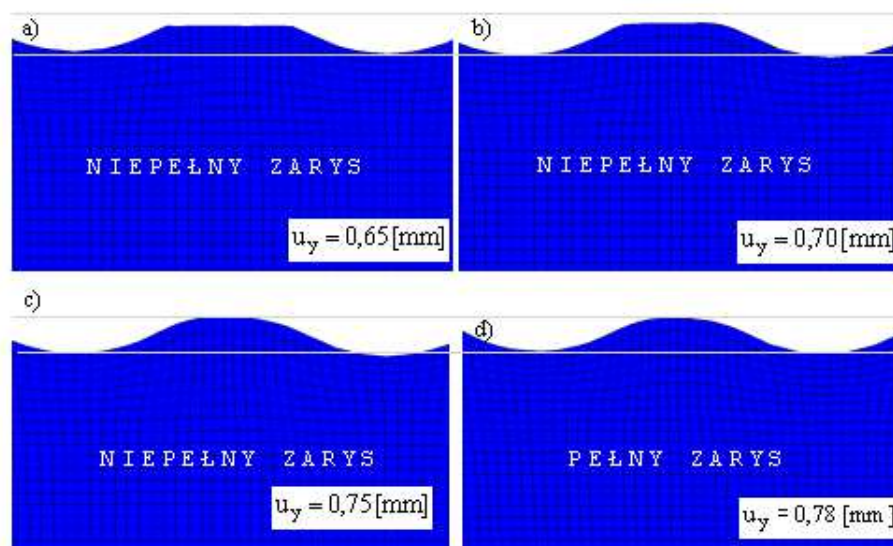 a)
NIEPEŁNY ZARYS
u_y = 0,65 [mm]
b)
NIEPEŁNY ZARYS
u_y = 0,70 [mm]
c)
NIEPEŁNY ZARYS
u_y = 0,75 [mm]
d)
PEŁNY ZARYS
u_y = 0,78 [mm]